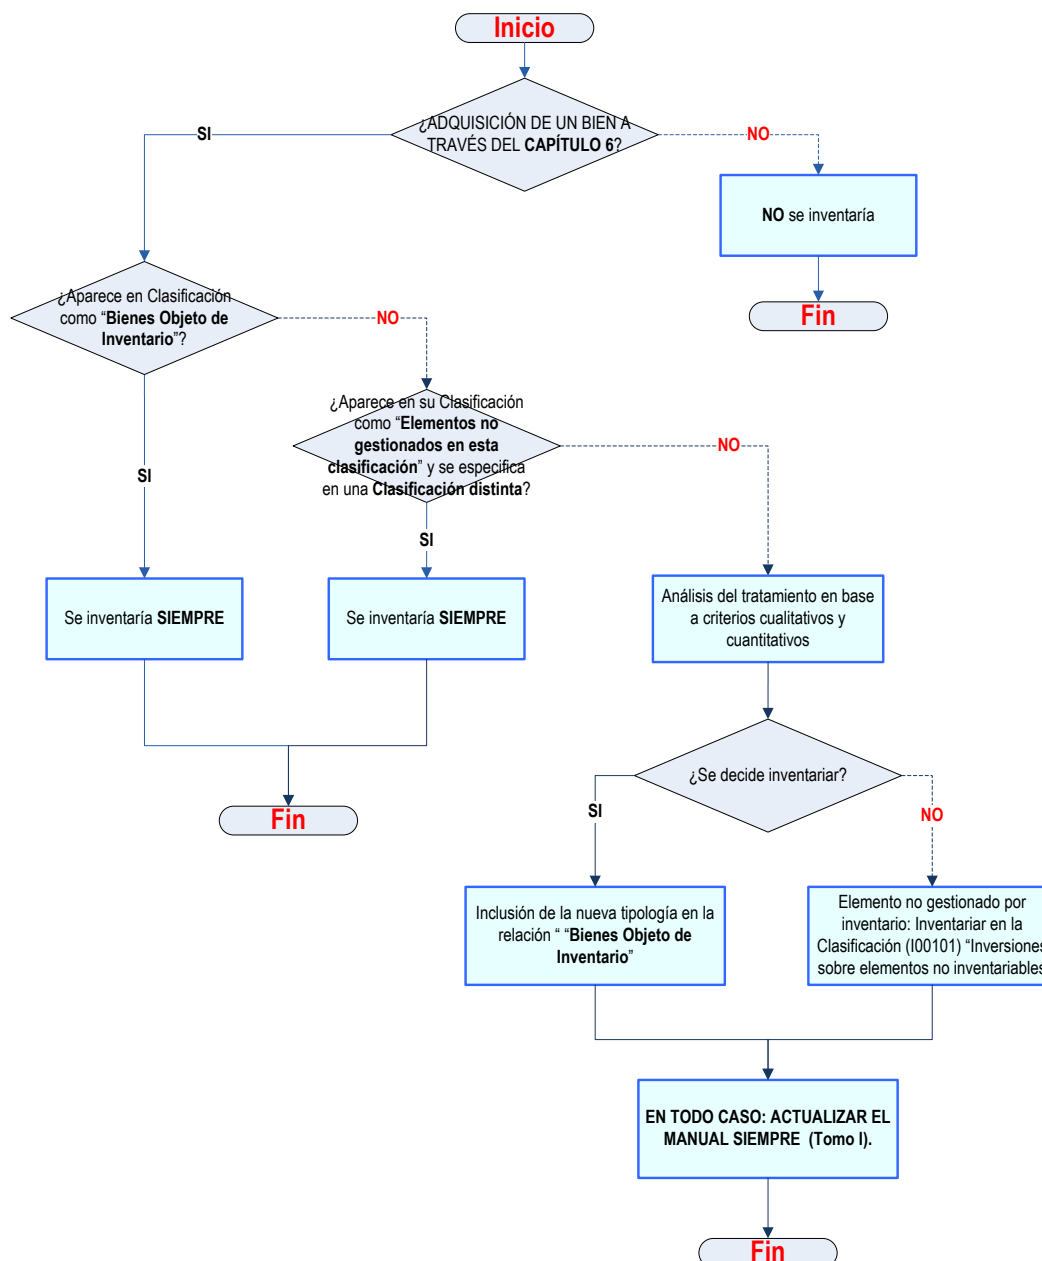 Inicio
¿ADQUISICIÓN DE UN BIEN A
TRAVÉS DEL CAPÍTULO 6?
SI
NO
NO se inventaría
Fin
¿Aparece en Clasificación
como “Bienes Objeto de
Inventario”?
NO
SI
¿Aparece en su Clasificación
como “Elementos no
gestionados en esta
clasificación” y se especifica
en una Clasificación distinta?
NO
SI
Se inventaría SIEMPRE
Se inventaría SIEMPRE
Análisis del tratamiento en base
a criterios cualitativos y
cuantitativos
Fin
¿Se decide inventariar?
SI
NO
Inclusión de la nueva tipología en la
relación “ “Bienes Objeto de
Inventario”
Elemento no gestionado por
inventario: Inventariar en la
Clasificación (I00101) “Inversiones
sobre elementos no inventariables
EN TODO CASO: ACTUALIZAR EL
MANUAL SIEMPRE (Tomo I).
Fin